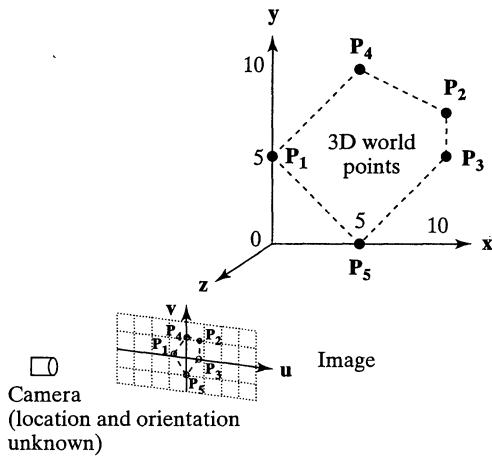 y
P4
10
P2
3D world
points
5
P1
P3
5
10
0
x
P5
z
v
P4
P2
P1
P3
P5
u
Image
Camera
(location and orientation
unknown)